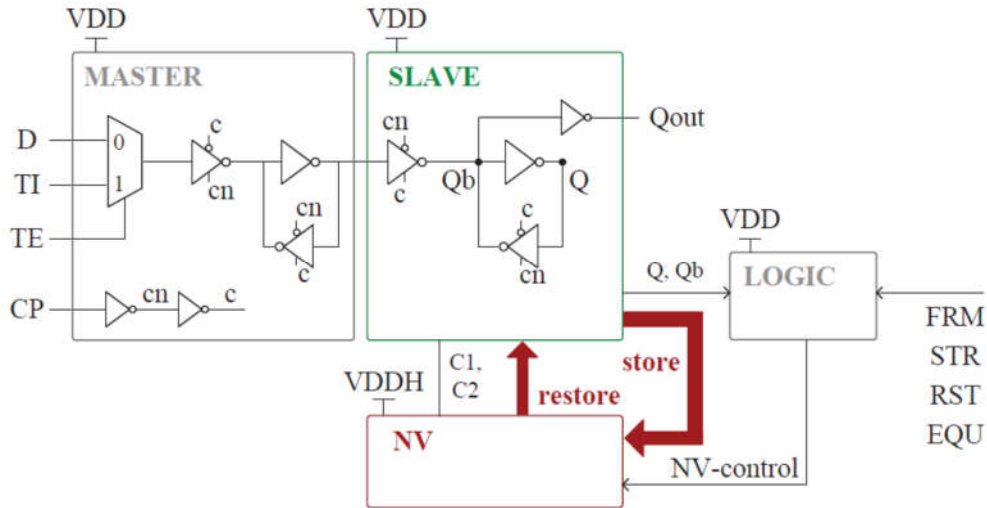 VDD
VDD
MASTER
SLAVE
D
0
c
cn
Qout
TI
1
cn
c
Qb
Q
TE
cn
c
c
cn
VDD
CP
cn
c
Q, Qb
LOGIC
FRM
STR
RST
EQU
C1,
C2
store
VDDH
restore
NV
NV-control